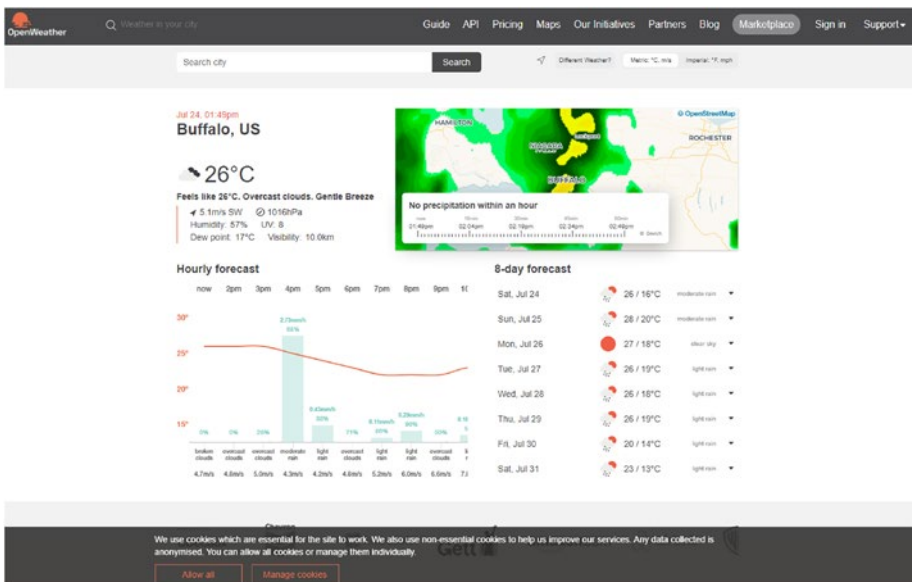 OpenWeather
Weather in your city
Guide API Pricing Maps Our Initiatives Partners Blog Marketplace Sign in Support
Search city
Search
Different Weather?
Metric: °C, m/s
Imperial: °F, mph
Jul 24, 01:49pm
Buffalo, US
26°C
Feels like 26°C. Overcast clouds. Gentle Breeze
5.1m/s SW 1016hPa
Humidity: 57% UV: 8
Dew point: 17°C Visibility: 10.0km
© OpenStreetMap
HAMILTON
ROCHESTER
NIAGARA
BUFFALO
No precipitation within an hour
now 15min 30min 45min 60min
01:49pm 02:04pm 02:19pm 02:34pm 02:49pm
Hourly forecast
now 2pm 3pm 4pm 5pm 6pm 7pm 8pm 9pm
30°
25°
20°
15°
broken clouds
overcast clouds
overcast clouds
moderate rain
light rain
overcast clouds
light rain
light rain
overcast clouds
4.7m/s 4.8m/s 5.0m/s 4.3m/s 4.2m/s 4.6m/s 5.2m/s 6.0m/s 6.6m/s
8-day forecast
Sat, Jul 24 26 / 16°C moderate rain
Sun, Jul 25 28 / 20°C moderate rain
Mon, Jul 26 27 / 18°C clear sky
Tue, Jul 27 26 / 19°C light rain
Wed, Jul 28 26 / 18°C light rain
Thu, Jul 29 26 / 19°C light rain
Fri, Jul 30 20 / 14°C light rain
Sat, Jul 31 23 / 13°C light rain
Gett
We use cookies which are essential for the site to work. We also use non-essential cookies to help us improve our services. Any data collected is
anonymised. You can allow all cookies or manage them individually.
Allow all
Manage cookies